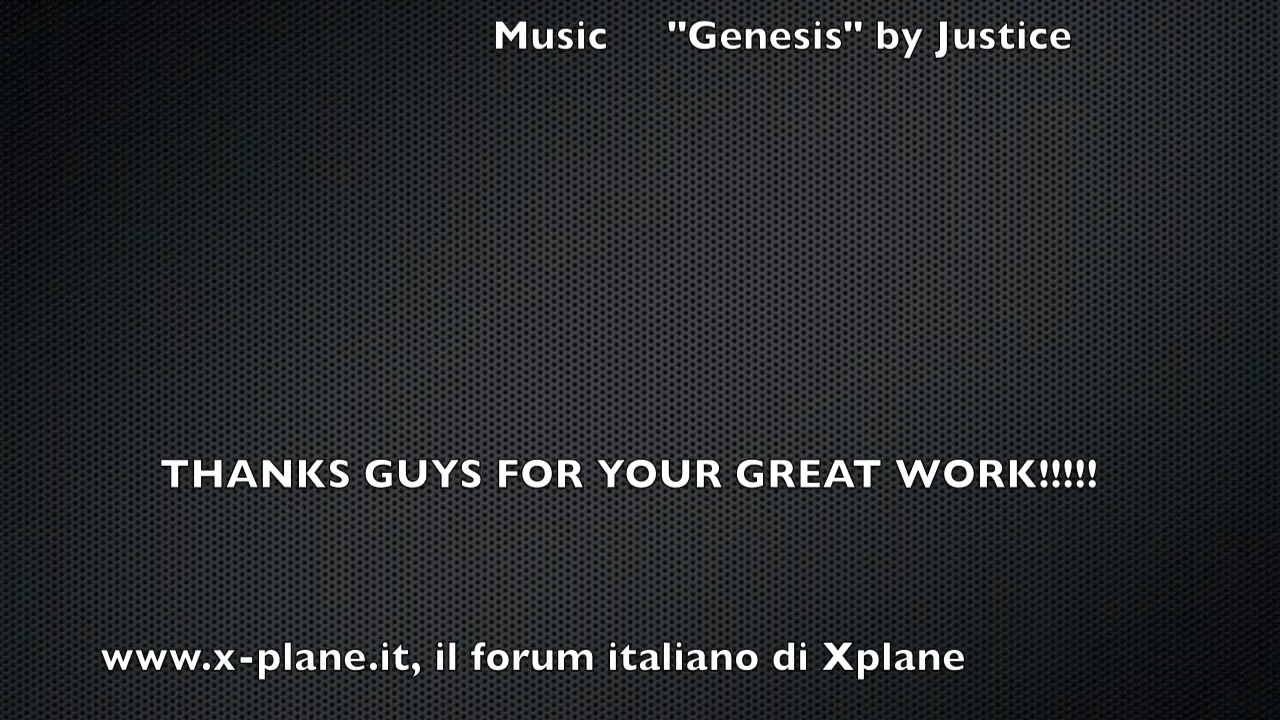 Music "Genesis" by Justice
THANKS GUYS FOR YOUR GREAT WORK!!!!!
www.x-plane.it, il forum italiano di Xplane